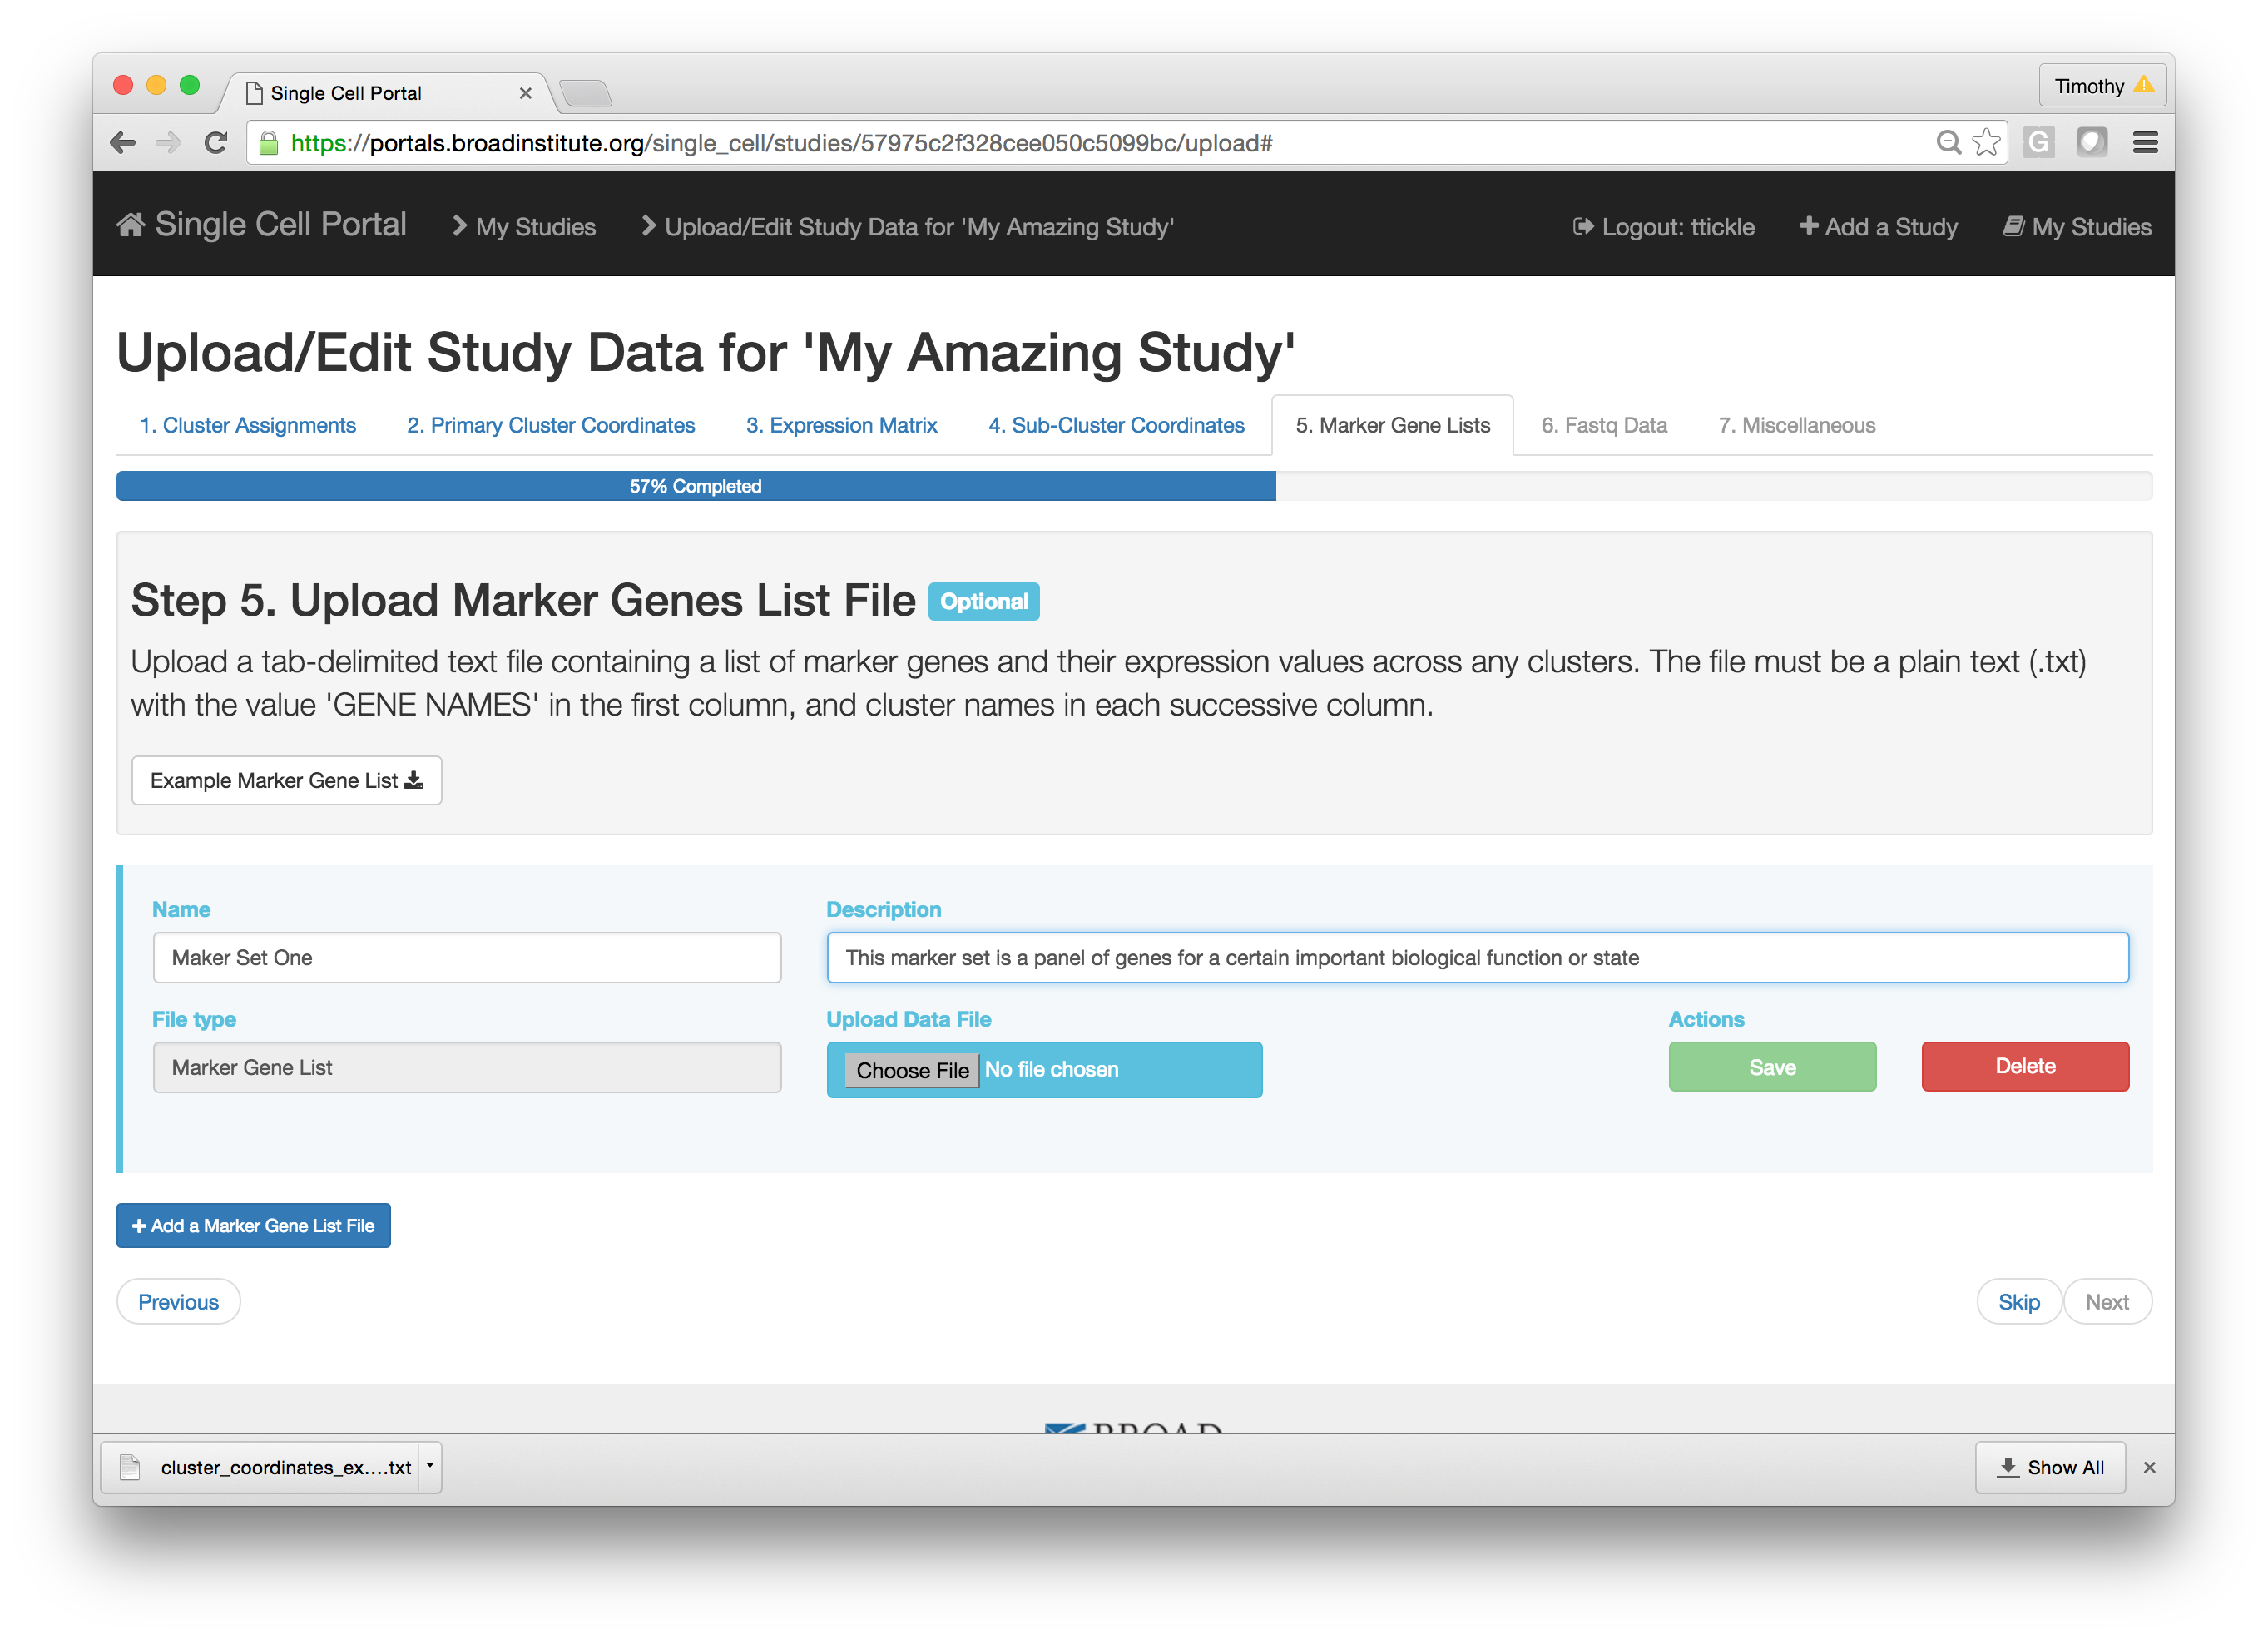 Single Cell Portal
Timothy
https://portals.broadinstitute.org/single_cell/studies/57975c2f328cee050c5099bc/upload#
G
Single Cell Portal My Studies Upload/Edit Study Data for 'My Amazing Study' Logout: ttickle Add a Study My Studies
Upload/Edit Study Data for 'My Amazing Study'
1. Cluster Assignments 2. Primary Cluster Coordinates 3. Expression Matrix 4. Sub-Cluster Coordinates 5. Marker Gene Lists 6. Fastq Data 7. Miscellaneous
57% Completed
Step 5. Upload Marker Genes List File Optional
Upload a tab-delimited text file containing a list of marker genes and their expression values across any clusters. The file must be a plain text (.txt)
with the value 'GENE NAMES' in the first column, and cluster names in each successive column.
Example Marker Gene List
Name Description
Maker Set One This marker set is a panel of genes for a certain important biological function or state
File type Upload Data File Actions
Marker Gene List Choose File No file chosen Save Delete
+ Add a Marker Gene List File
Previous Skip Next
BROAD
cluster_coordinates_ex....txt Show All